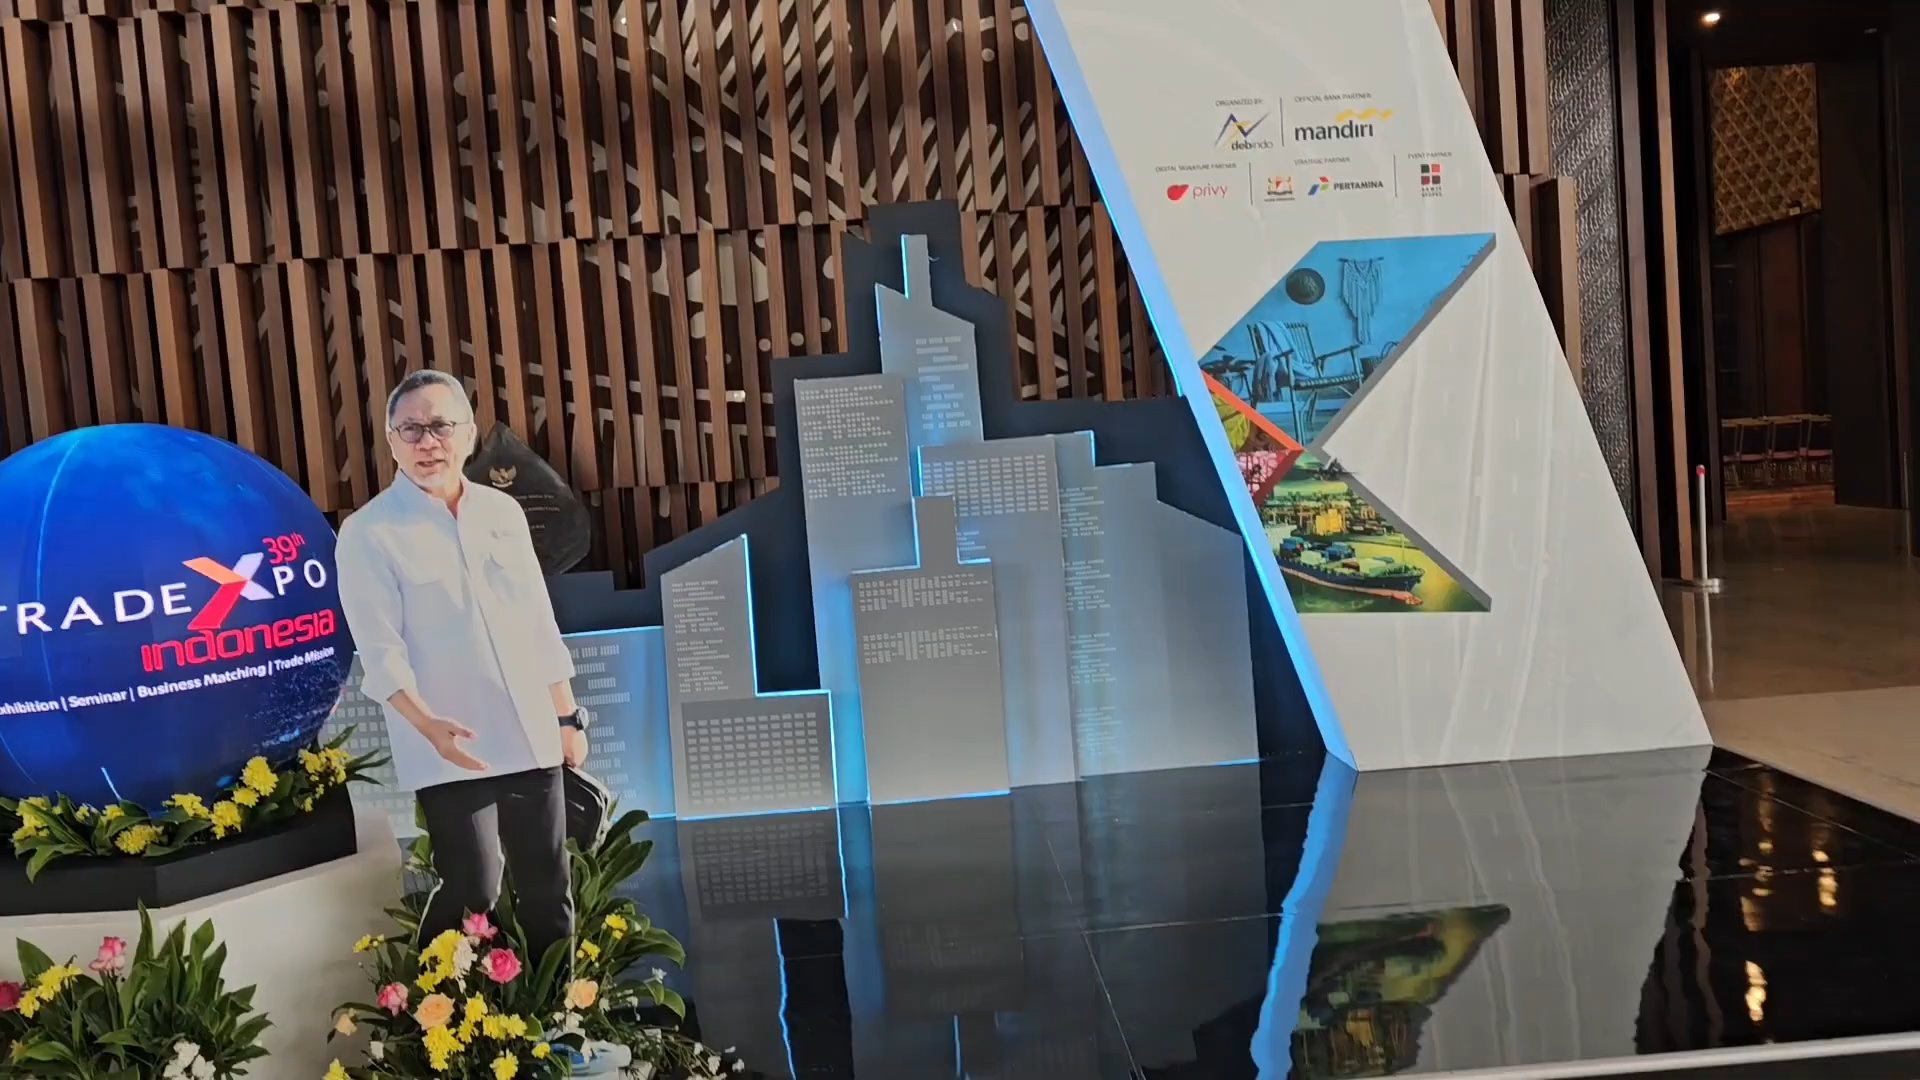 39th
TRADE XPO
indonesia
xhibition | Seminar | Business Matching | Trade Mission
ORGANIZED BY:
OFFICIAL BANK PARTNER
debindo
mandiri
DIGITAL SIGNATURE PARTNER
STRATEGIC PARTNER
EVENT PARTNER
privy
PERTAMINA